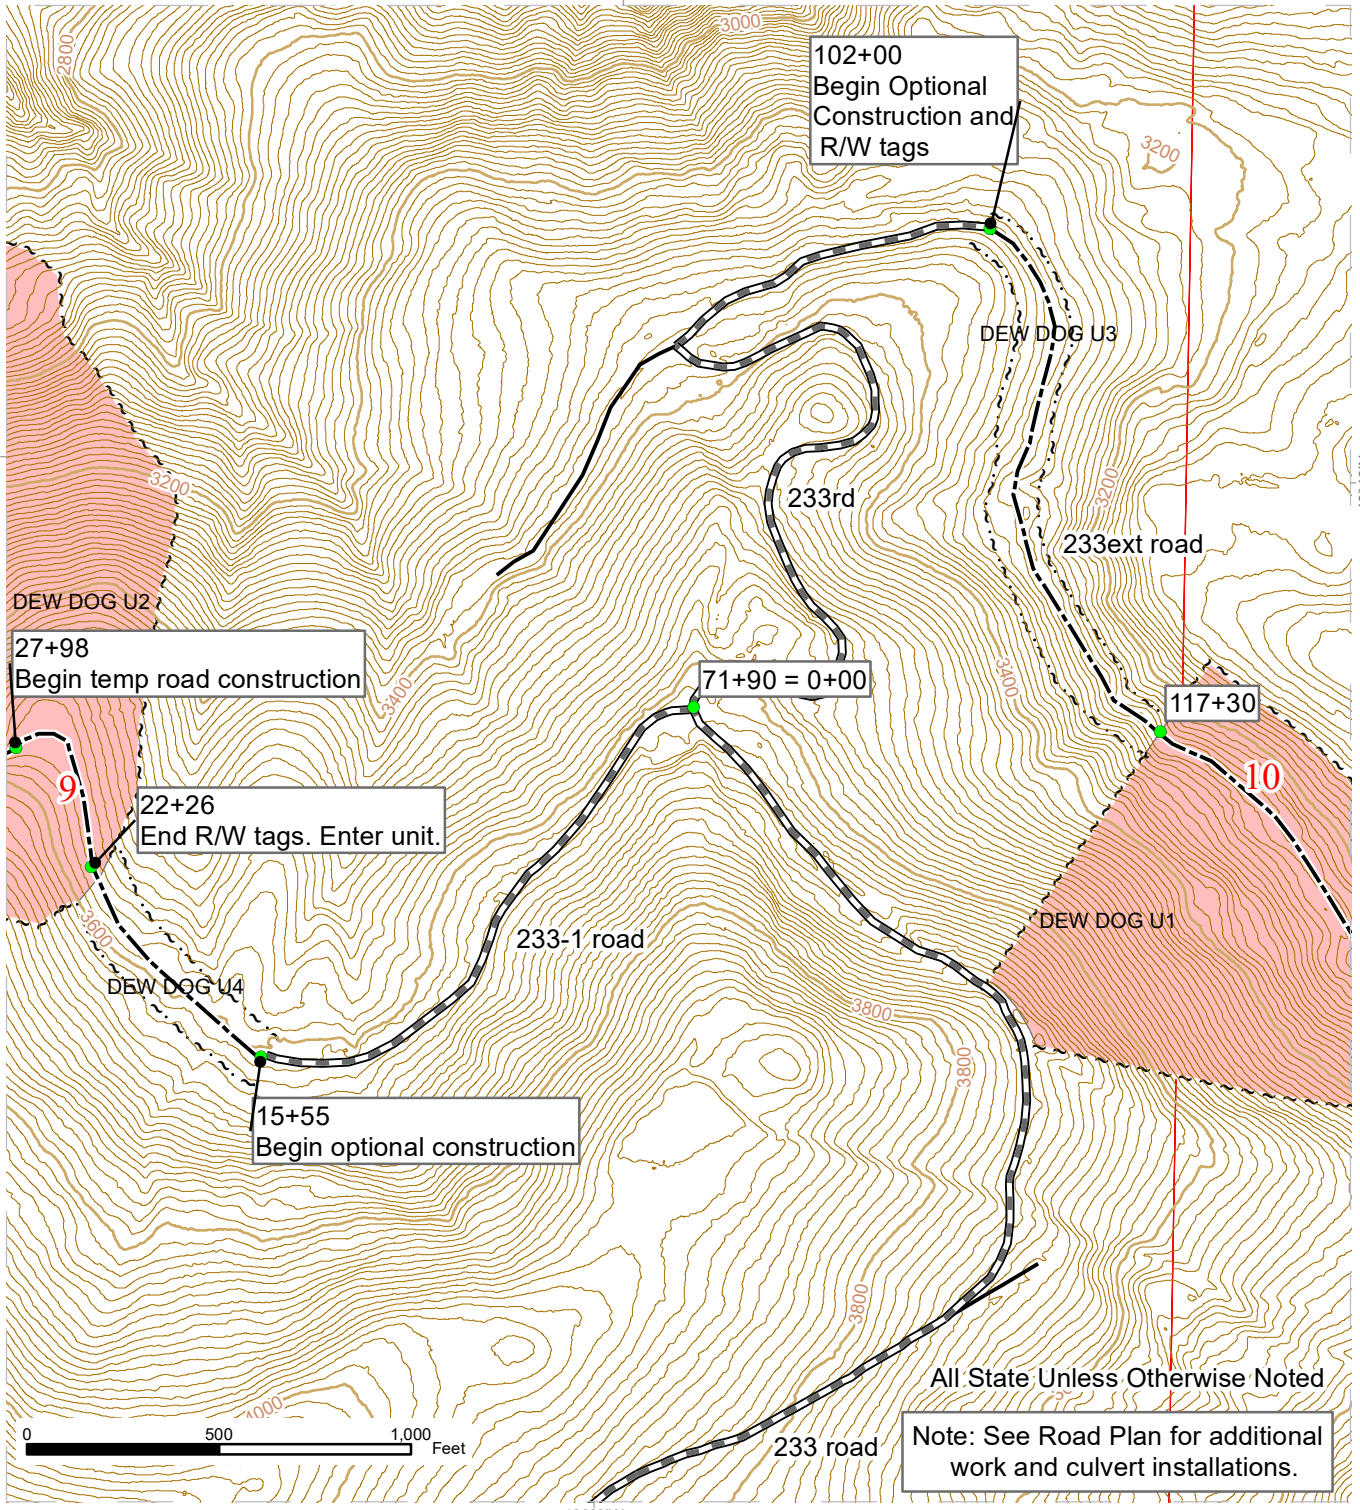 2800
3000
102+00
Begin Optional
Construction and
R/W tags
3200
DEW DOG U3
3200
3200
233rd
233ext road
DEW DOG U2
27+98
Begin temp road construction
3400
71+90 = 0+00
3400
117+30
9
10
22+26
End R/W tags. Enter unit.
3600
DEW DOG U1
233-1 road
DEW DOG U4
3800
3800
15+55
Begin optional construction
3800
All State Unless Otherwise Noted
4000
0 500 1,000
Feet
233 road
Note: See Road Plan for additional
work and culvert installations.